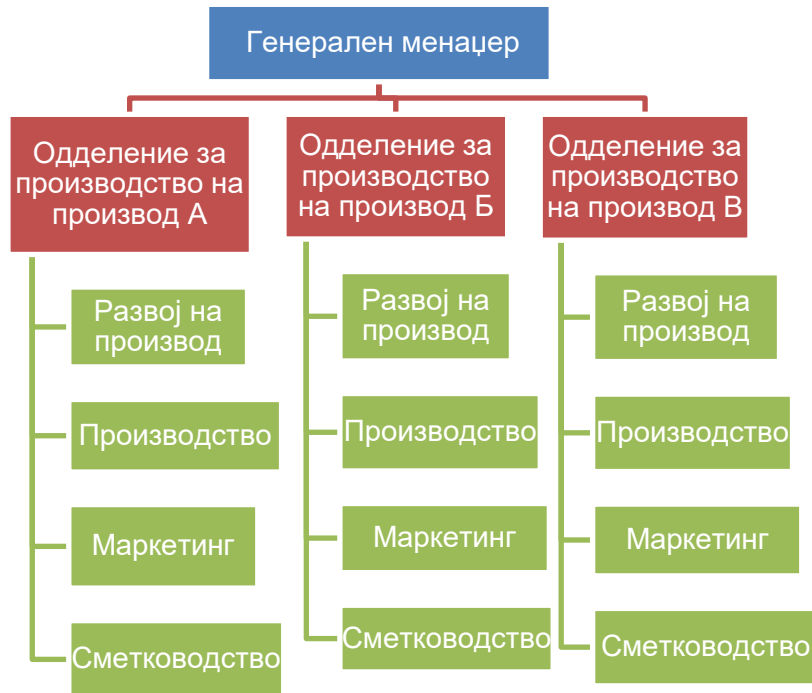 Генерален менаџер
Одделение за
производство на
производ А
Развој на
производ
Производство
Маркетинг
Сметководство
Одделение за
производство
на производ Б
Развој на
производ
Производство
Маркетинг
Сметководство
Одделение за
производство
на производ В
Развој на
производ
Производство
Маркетинг
Сметководство